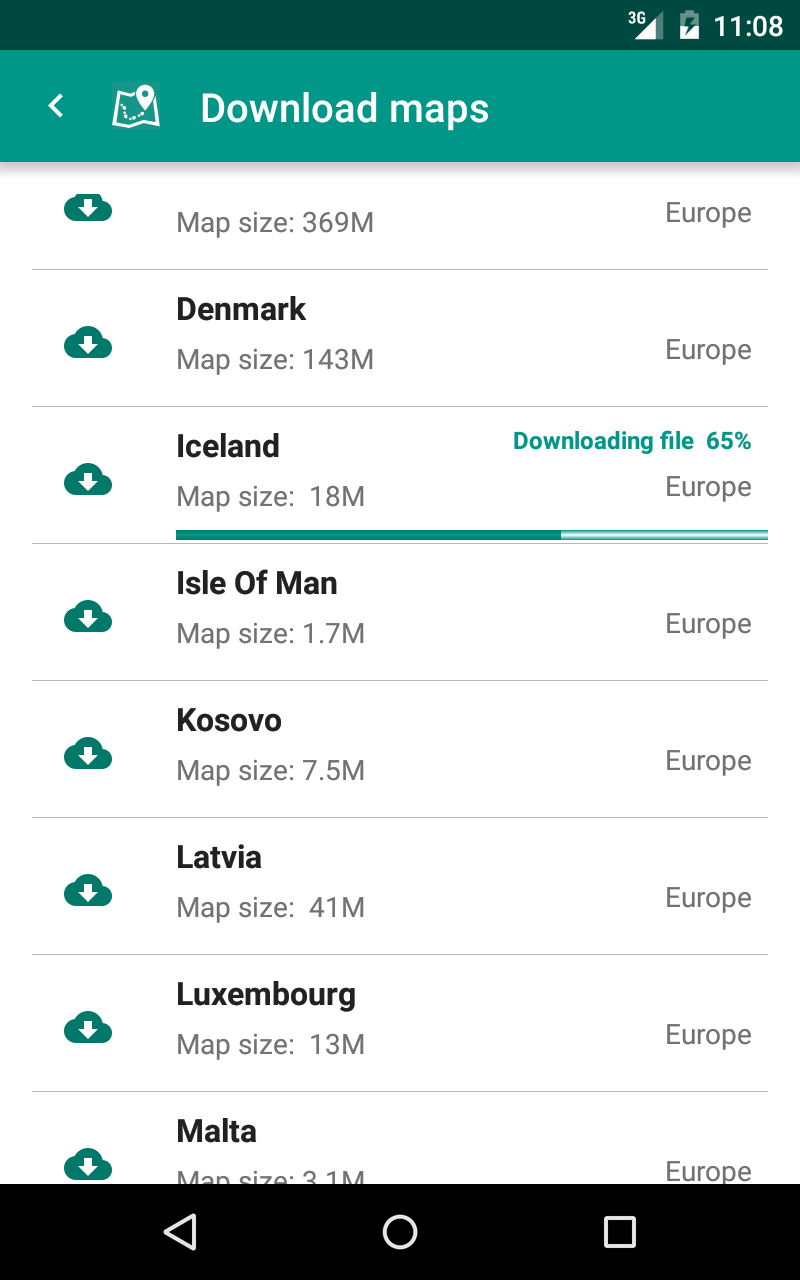 3G 11:08
Download maps
Map size: 369M Europe
Denmark
Map size: 143M Europe
Iceland Downloading file 65%
Map size: 18M Europe
Isle Of Man
Map size: 1.7M Europe
Kosovo
Map size: 7.5M Europe
Latvia
Map size: 41M Europe
Luxembourg
Map size: 13M Europe
Malta
Map size: 3.1M Europe